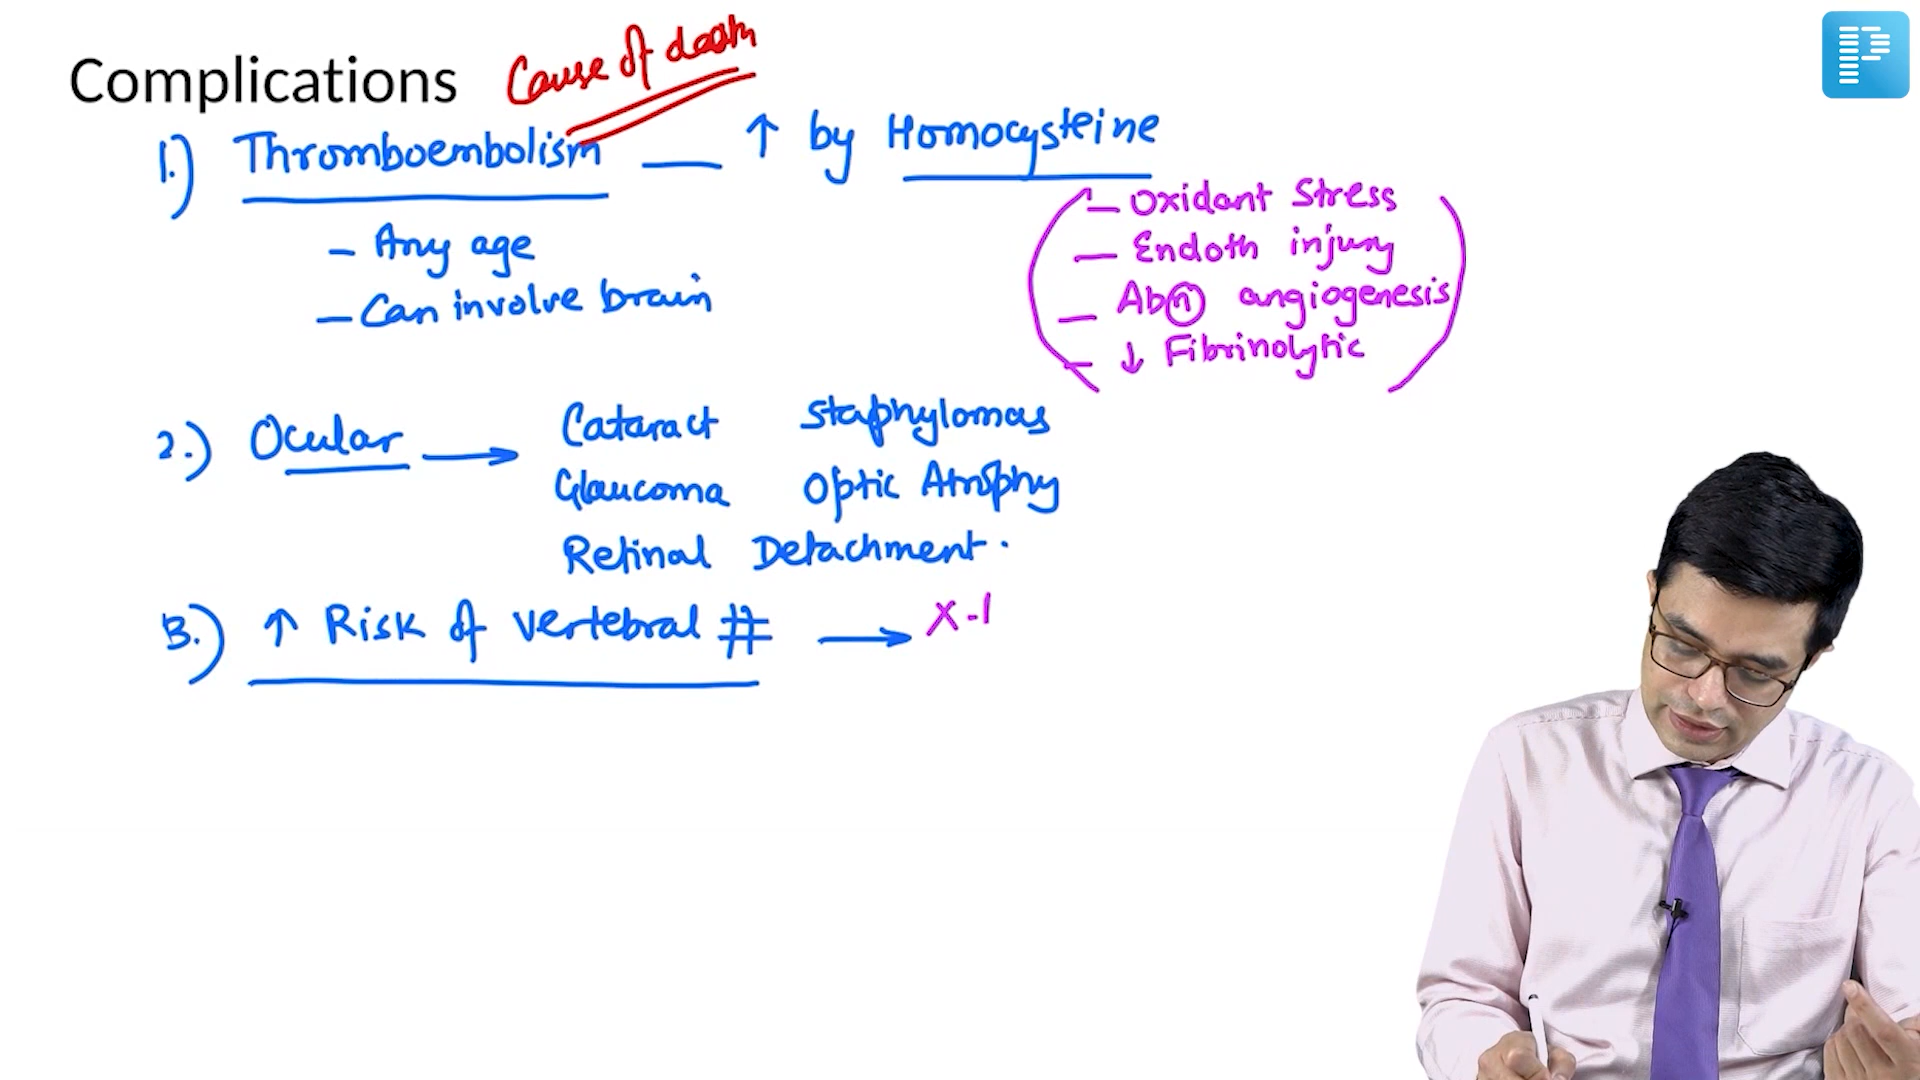 Complications Cause of death
1.) Thromboembolism — ↑ by Homocysteine
– Any age
– Can involve brain
– Oxidant Stress
– Endoth injury
– Abⓝ angiogenesis
– ↓ Fibrinolytic
2.) Ocular → Cataract Staphylomas
Glaucoma Optic Atrophy
Retinal Detachment.
3.) ↑ Risk of vertebral # → X-1
P